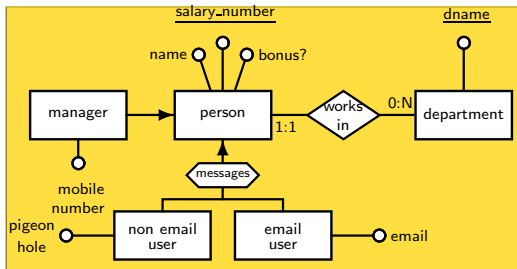 salary_number
dname
name
bonus?
manager
person
works
in
department
1:1
0:N
messages
mobile
number
pigeon
hole
non email
user
email
user
email